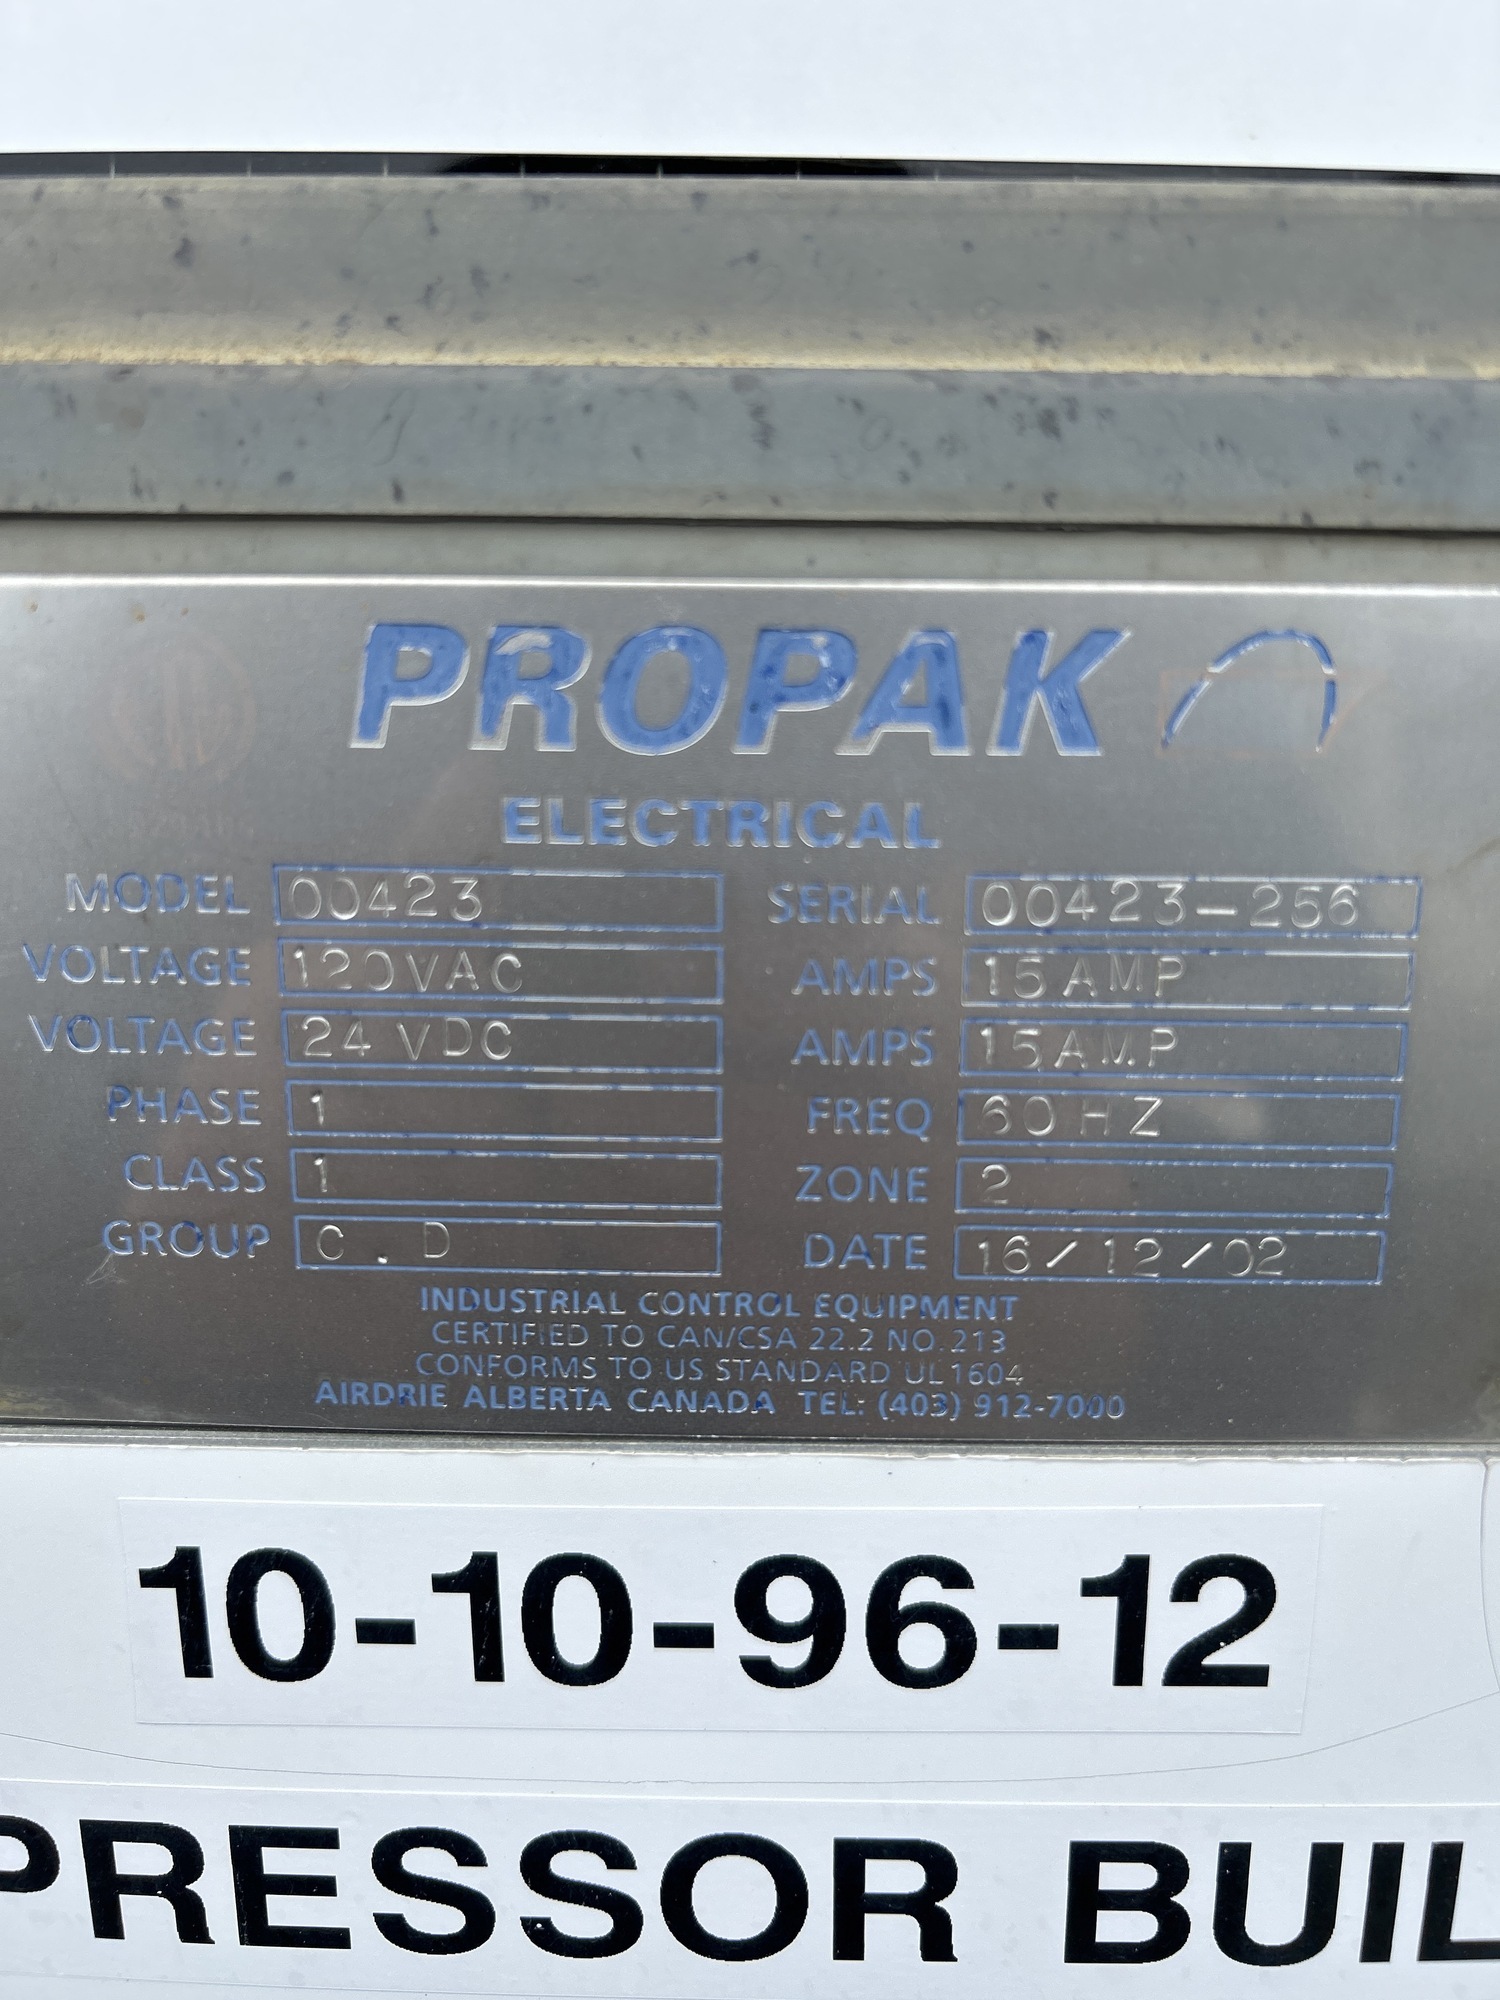 PROPAK
ELECTRICAL
MODEL 00423 SERIAL 00423-256
VOLTAGE 120VAC AMPS 15AMP
VOLTAGE 24 VDC AMPS 15AMP
PHASE 1 FREQ 60HZ
CLASS 1 ZONE 2
GROUP C . D DATE 16/12/02
INDUSTRIAL CONTROL EQUIPMENT
CERTIFIED TO CAN/CSA 22.2 NO.213
CONFORMS TO US STANDARD UL1604
AIRDRIE ALBERTA CANADA TEL: (403) 912-7000
10-10-96-12
PRESSOR BUIL